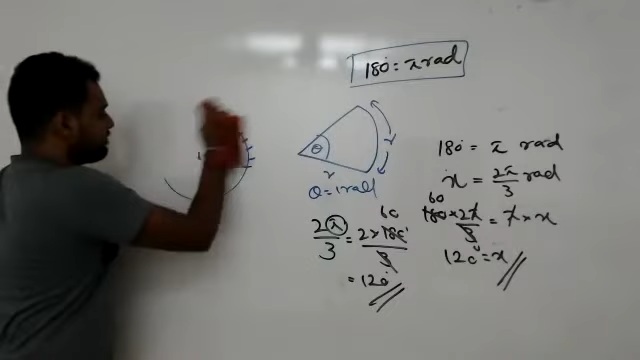 180° = π rad
θ
r
r
θ = 1 rad
2π/3 = 2 × 180°/3
60
= 120°
180° = π rad
x° = 2π/3 rad
60
180 × 2π/3 = π × x
120° = x